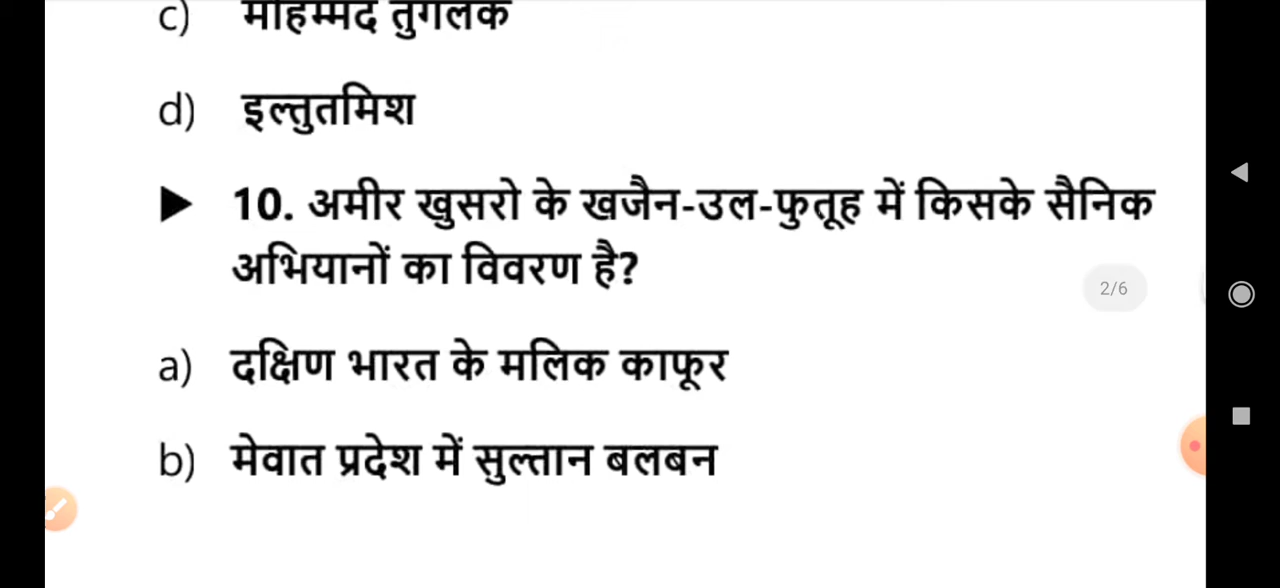 c) मोहम्मद तुगलक
d) इल्तुतमिश
▶ 10. अमीर खुसरो के खजैन-उल-फुतूह में किसके सैनिक
अभियानों का विवरण है?
2/6
a) दक्षिण भारत के मलिक काफूर
b) मेवात प्रदेश में सुल्तान बलबन